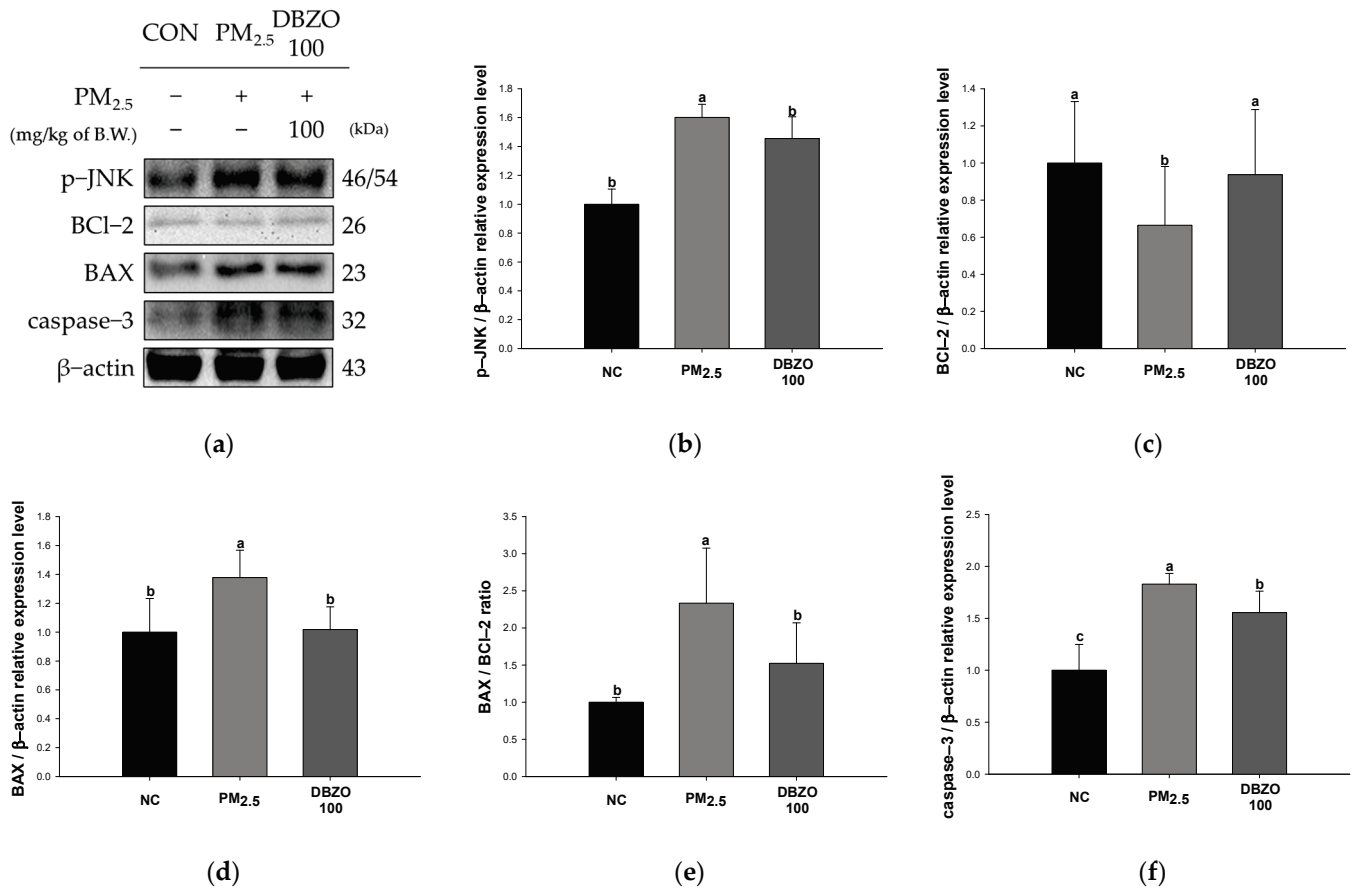 CON PM2.5 DBZO 100
PM2.5 − + +
(mg/kg of B.W.) − − 100 (kDa)
p−JNK 46/54
BCl−2 26
BAX 23
caspase−3 32
β−actin 43
(a)
p−JNK / β−actin relative expression level
1.8
1.6
1.4
1.2
1.0
0.8
0.6
0.4
0.2
0.0
b
a
b
NC PM2.5 DBZO 100
(b)
BCl−2 / β−actin relative expression level
1.4
1.2
1.0
0.8
0.6
0.4
0.2
0.0
a
b
a
NC PM2.5 DBZO 100
(c)
BAX / β−actin relative expression level
1.8
1.6
1.4
1.2
1.0
0.8
0.6
0.4
0.2
0.0
b
a
b
NC PM2.5 DBZO 100
(d)
BAX / BCl−2 ratio
3.5
3.0
2.5
2.0
1.5
1.0
0.5
0.0
b
a
b
NC PM2.5 DBZO 100
(e)
caspase−3 / β−actin relative expression level
2.5
2.0
1.5
1.0
0.5
0.0
c
a
b
NC PM2.5 DBZO 100
(f)